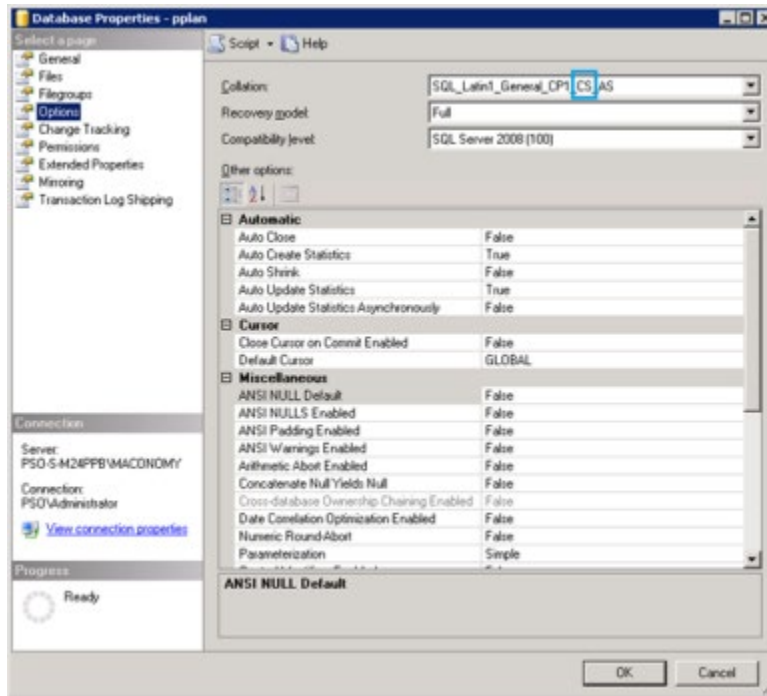 Database Properties - pplan
Select a page
General
Files
Filegroups
Options
Change Tracking
Permissions
Extended Properties
Mirroring
Transaction Log Shipping
Script Help
Collation: SQL_Latin1_General_CP1_CS_AS
Recovery model: Full
Compatibility level: SQL Server 2008 (100)
Other options:
Automatic
Auto Close False
Auto Create Statistics True
Auto Shrink False
Auto Update Statistics True
Auto Update Statistics Asynchronously False
Cursor
Close Cursor on Commit Enabled False
Default Cursor GLOBAL
Miscellaneous
ANSI NULL Default False
ANSI NULLS Enabled False
ANSI Padding Enabled False
ANSI Warnings Enabled False
Arithmetic Abort Enabled False
Concatenate Null Yields Null False
Cross-database Ownership Chaining Enabled False
Date Correlation Optimization Enabled False
Numeric Round-Abort False
Parameterization Simple
ANSI NULL Default
Connection
Server:
PSO-S-M24PPB\MACONOMY
Connection:
PSO\Administrator
View connection properties
Progress
Ready
OK Cancel